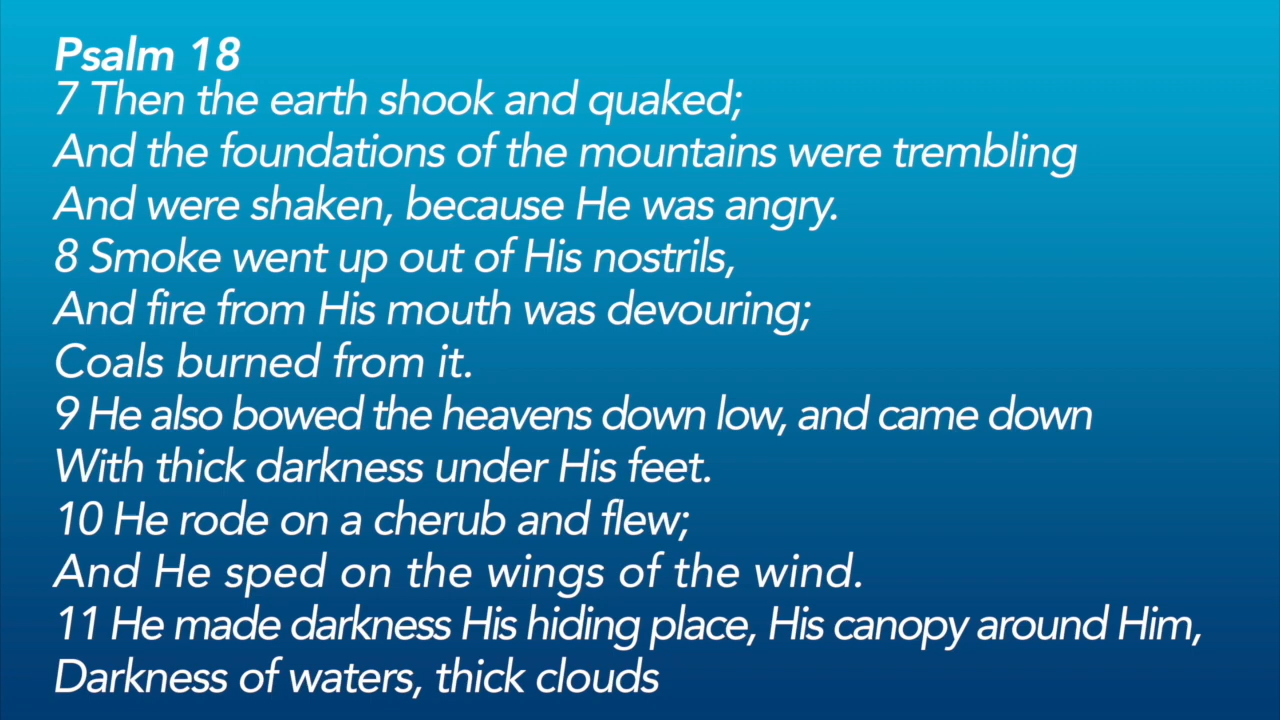 Psalm 18
7 Then the earth shook and quaked;
And the foundations of the mountains were trembling
And were shaken, because He was angry.
8 Smoke went up out of His nostrils,
And fire from His mouth was devouring;
Coals burned from it.
9 He also bowed the heavens down low, and came down
With thick darkness under His feet.
10 He rode on a cherub and flew;
And He sped on the wings of the wind.
11 He made darkness His hiding place, His canopy around Him,
Darkness of waters, thick clouds